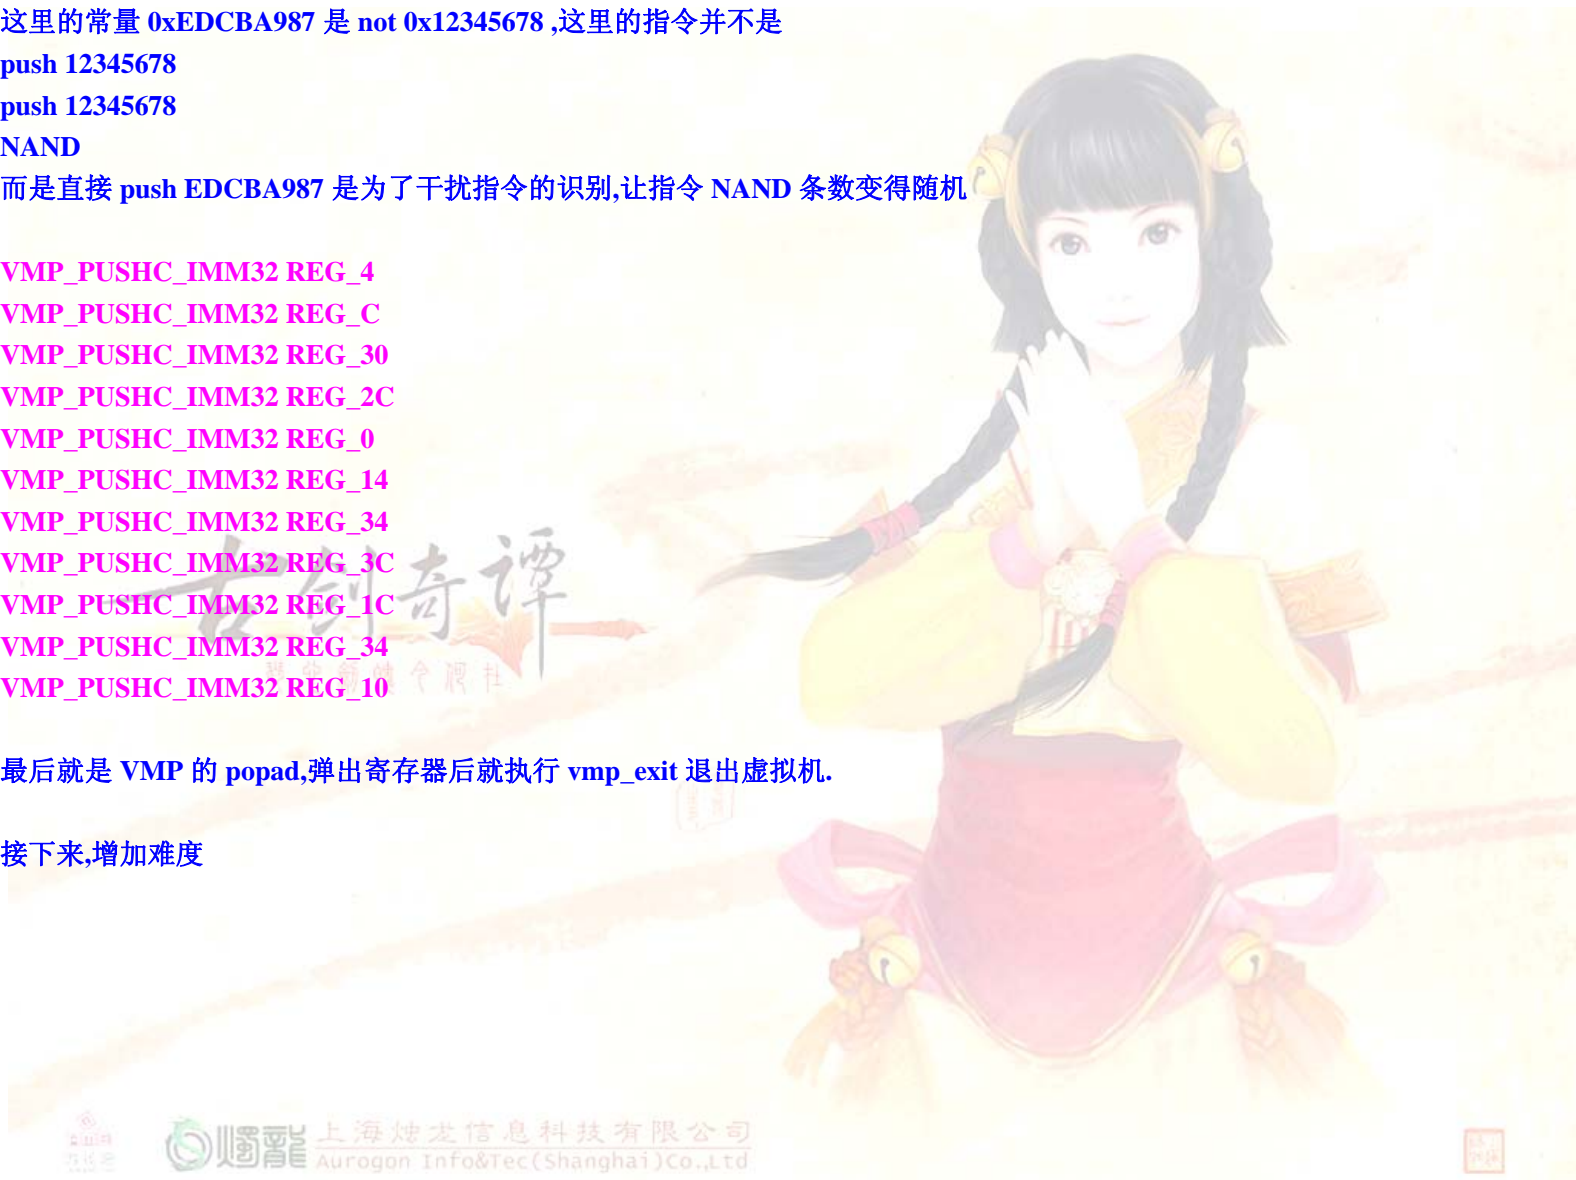 这里的常量 0xEDCBA987 是 not 0x12345678 ,这里的指令并不是
push 12345678
push 12345678
NAND
而是直接 push EDCBA987 是为了干扰指令的识别,让指令 NAND 条数变得随机
VMP_PUSHC_IMM32 REG_4
VMP_PUSHC_IMM32 REG_C
VMP_PUSHC_IMM32 REG_30
VMP_PUSHC_IMM32 REG_2C
VMP_PUSHC_IMM32 REG_0
VMP_PUSHC_IMM32 REG_14
VMP_PUSHC_IMM32 REG_34
VMP_PUSHC_IMM32 REG_3C
VMP_PUSHC_IMM32 REG_1C
VMP_PUSHC_IMM32 REG_34
VMP_PUSHC_IMM32 REG_10
古剑奇谭
最后就是 VMP 的 popad,弹出寄存器后就执行 vmp_exit 退出虚拟机.
接下来,增加难度
烛龍 上海烛龙信息科技有限公司
Aurogon Info&Tec(Shanghai)Co.,Ltd